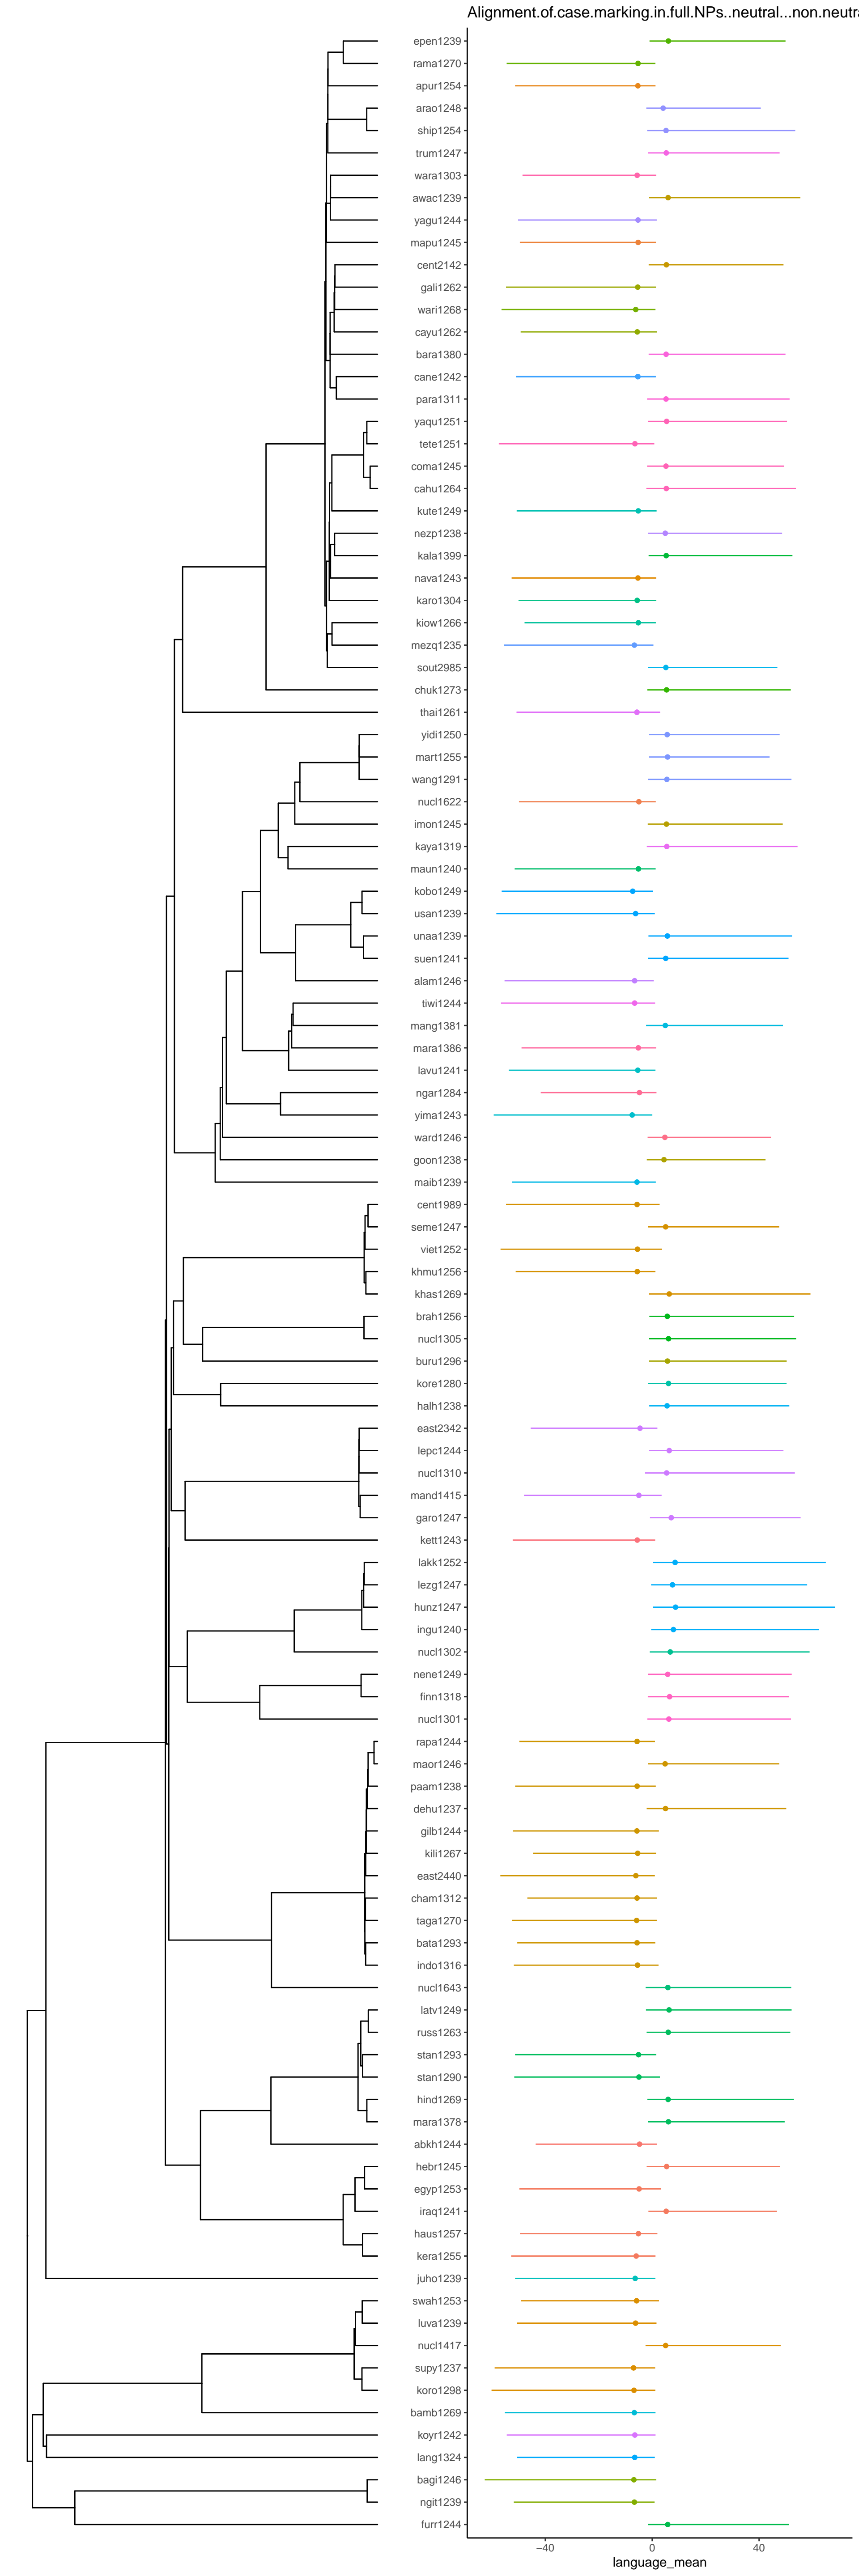 Alignment.of.case.marking.in.full.NPs..neutral...non.neutra
epen1239
rama1270
apur1254
arao1248
ship1254
trum1247
wara1303
awac1239
yagu1244
mapu1245
cent2142
gali1262
wari1268
cayu1262
bara1380
cane1242
para1311
yaqu1251
tete1251
coma1245
cahu1264
kute1249
nezp1238
kala1399
nava1243
karo1304
kiow1266
mezq1235
sout2985
chuk1273
thai1261
yidi1250
mart1255
wang1291
nucl1622
imon1245
kaya1319
maun1240
kobo1249
usan1239
unaa1239
suen1241
alam1246
tiwi1244
mang1381
mara1386
lavu1241
ngar1284
yima1243
ward1246
goon1238
maib1239
cent1989
seme1247
viet1252
khmu1256
khas1269
brah1256
nucl1305
buru1296
kore1280
halh1238
east2342
lepc1244
nucl1310
mand1415
garo1247
kett1243
lakk1252
lezg1247
hunz1247
ingu1240
nucl1302
nene1249
finn1318
nucl1301
rapa1244
maor1246
paam1238
dehu1237
gilb1244
kili1267
east2440
cham1312
taga1270
bata1293
indo1316
nucl1643
latv1249
russ1263
stan1293
stan1290
hind1269
mara1378
abkh1244
hebr1245
egyp1253
iraq1241
haus1257
kera1255
juho1239
swah1253
luva1239
nucl1417
supy1237
koro1298
bamb1269
koyr1242
lang1324
bagi1246
ngit1239
furr1244
−40 0 40
language_mean